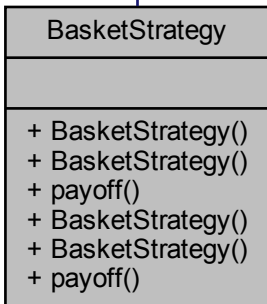 BasketStrategy
+ BasketStrategy()
+ BasketStrategy()
+ payoff()
+ BasketStrategy()
+ BasketStrategy()
+ payoff()